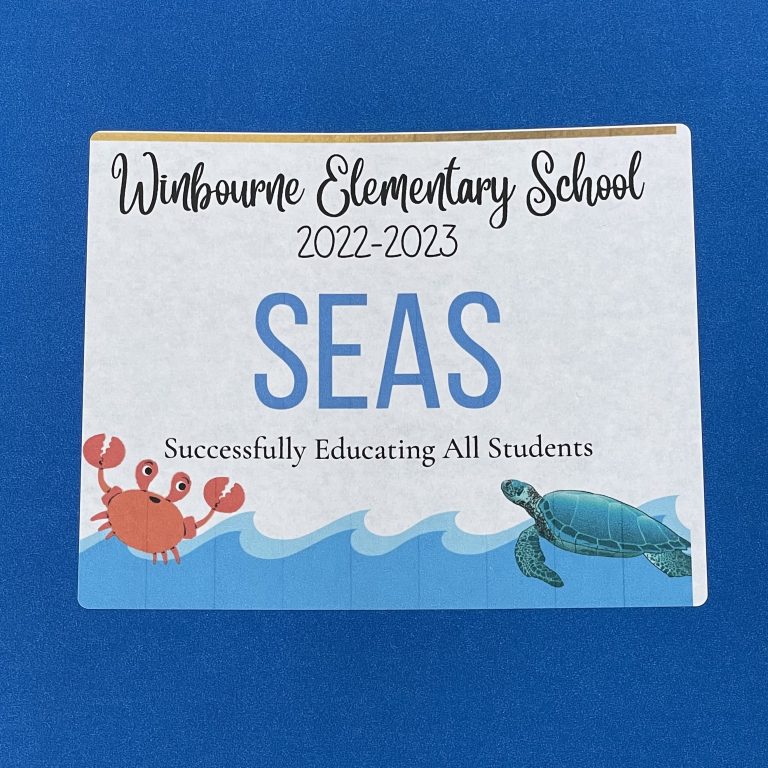 Winbourne Elementary School
2022-2023
SEAS
Successfully Educating All Students